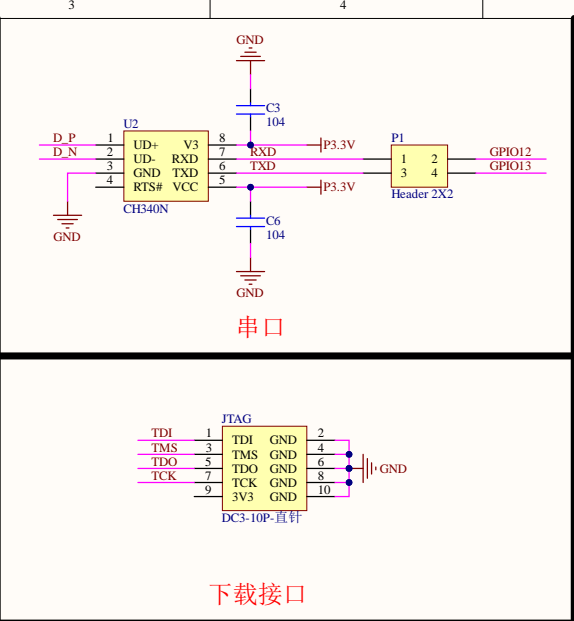 3 4
GND
C3
104
U2
D_P 1 UD+ V3 8 P3.3V P1
D_N 2 UD- RXD 7 RXD 1 2 GPIO12
3 GND TXD 6 TXD 3 4 GPIO13
4 RTS# VCC 5 P3.3V Header 2X2
CH340N
C6
104
GND
GND
串口
JTAG
TDI 1 TDI GND 2
TMS 3 TMS GND 4
TDO 5 TDO GND 6 GND
TCK 7 TCK GND 8
9 3V3 GND 10
DC3-10P-直针
下载接口